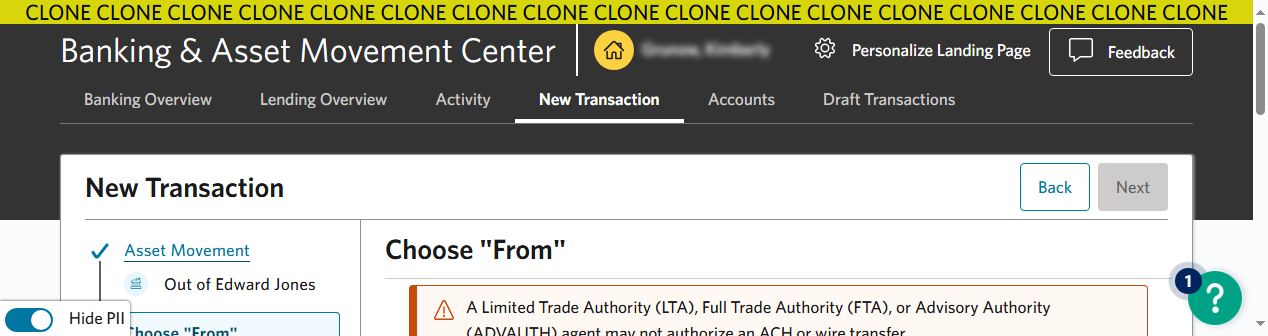 CLONE CLONE CLONE CLONE CLONE CLONE CLONE CLONE CLONE CLONE CLONE CLONE CLONE CLONE CLONE CLONE CLONE
Banking & Asset Movement Center
Personalize Landing Page
Feedback
Banking Overview Lending Overview Activity New Transaction Accounts Draft Transactions
New Transaction
Back Next
Asset Movement
Out of Edward Jones
Choose "From"
A Limited Trade Authority (LTA), Full Trade Authority (FTA), or Advisory Authority
(ADVAUTH) agent may not authorize an ACH or wire transfer.
1
?
Hide PII
Choose "From"